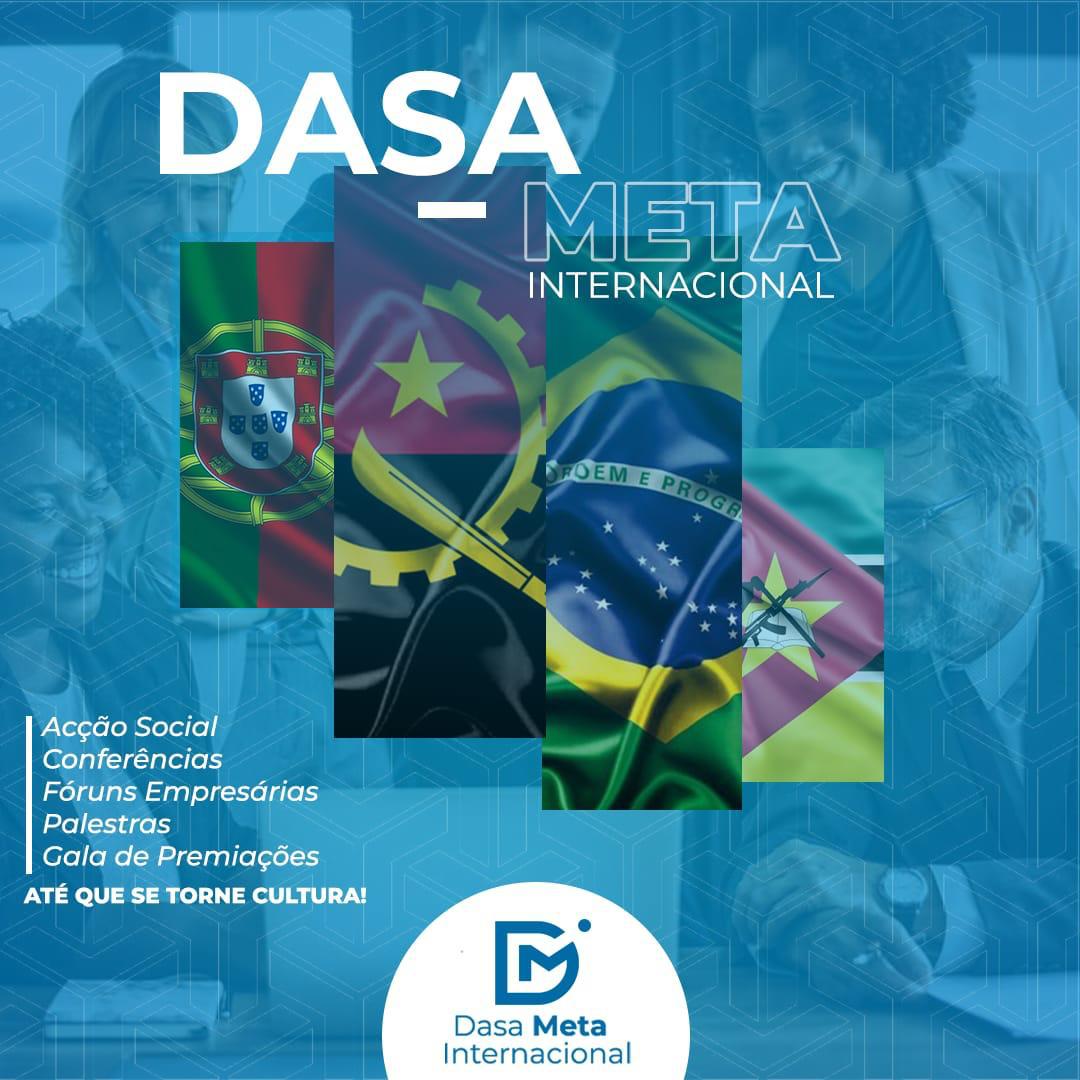 DASA
META
INTERNACIONAL
ORDEM E PROGR
Acção Social
Conferências
Fóruns Empresárias
Palestras
Gala de Premiações
ATÉ QUE SE TORNE CULTURA!
DM
Dasa Meta
Internacional